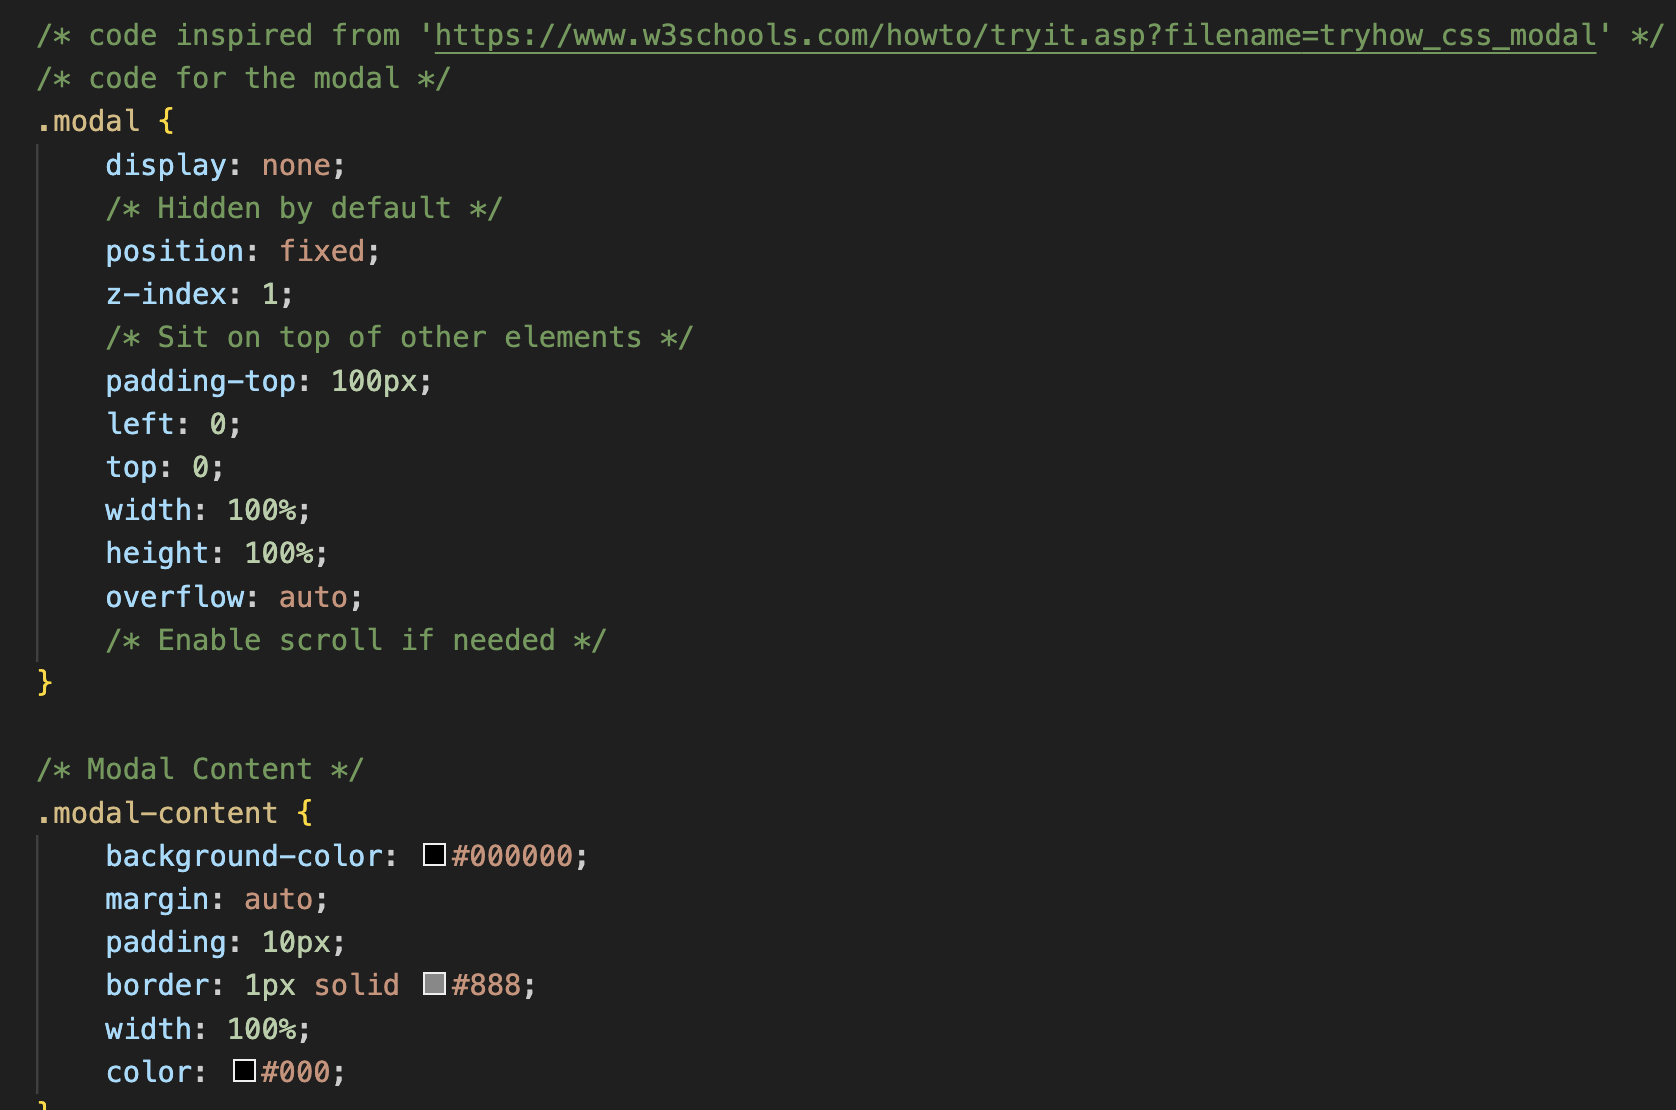 /* code inspired from 'https://www.w3schools.com/howto/tryit.asp?filename=tryhow_css_modal' */
/* code for the modal */
.modal {
    display: none;
    /* Hidden by default */
    position: fixed;
    z-index: 1;
    /* Sit on top of other elements */
    padding-top: 100px;
    left: 0;
    top: 0;
    width: 100%;
    height: 100%;
    overflow: auto;
    /* Enable scroll if needed */
}

/* Modal Content */
.modal-content {
    background-color: #000000;
    margin: auto;
    padding: 10px;
    border: 1px solid #888;
    width: 100%;
    color: #000;
}